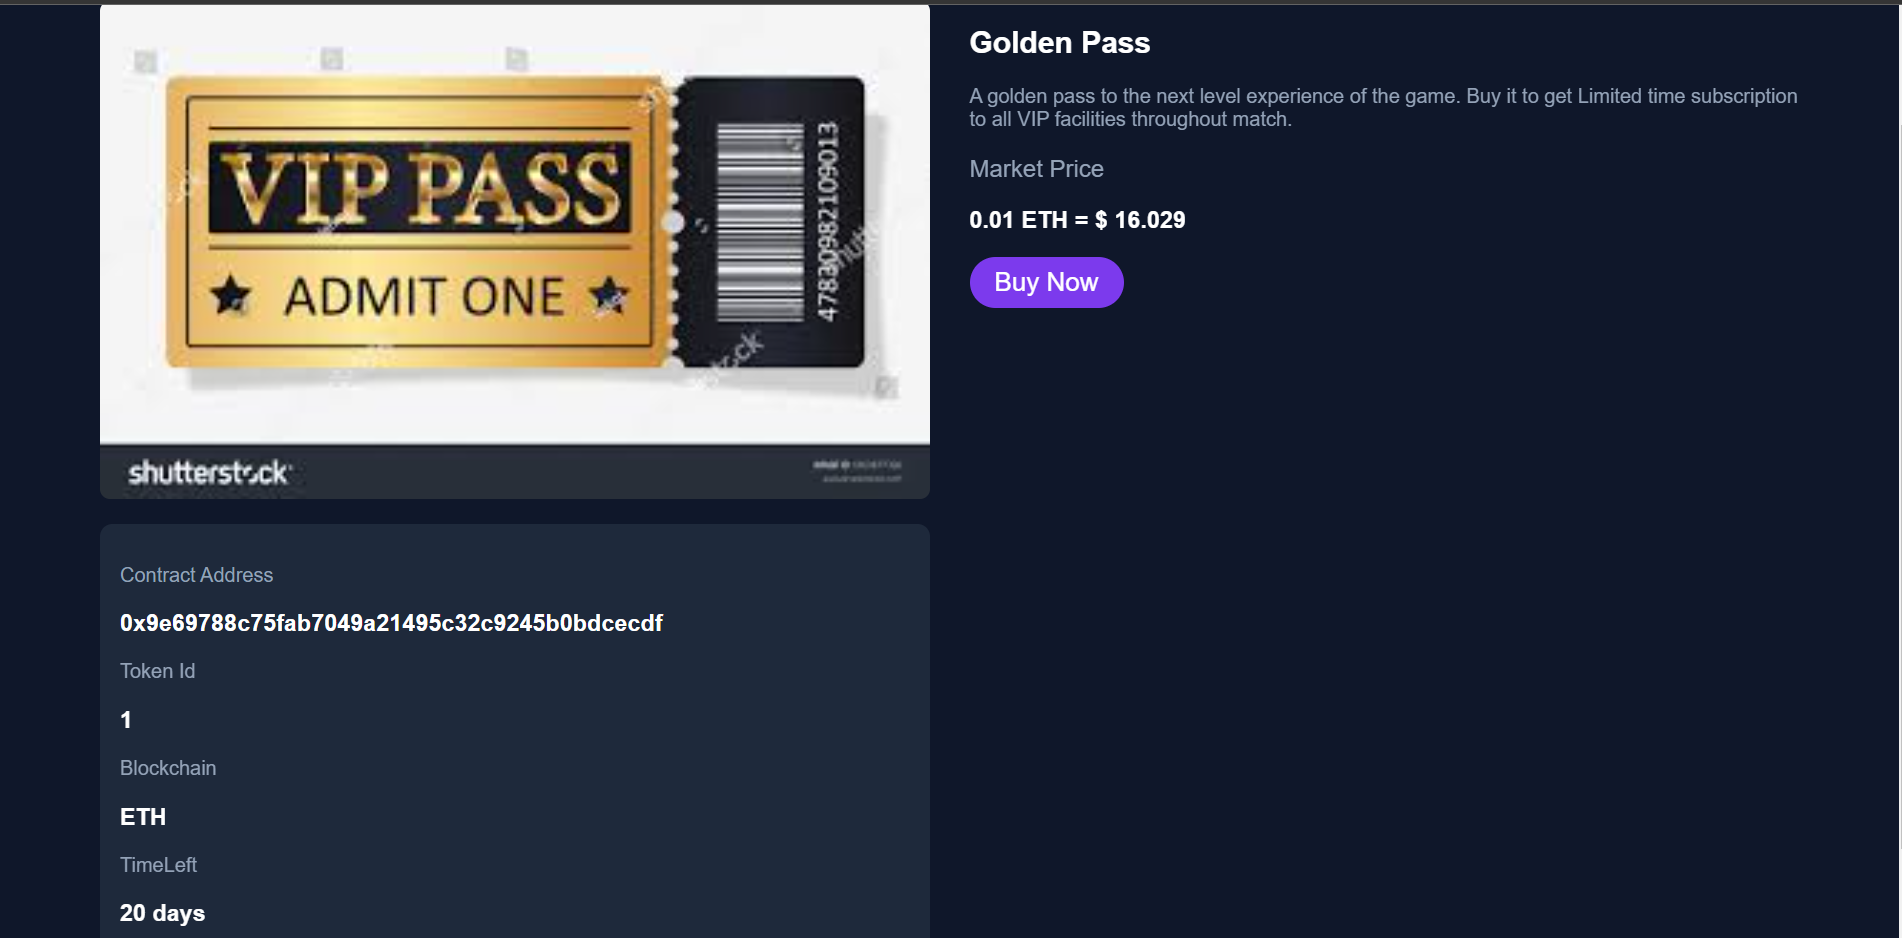 VIP PASS
ADMIT ONE
47830982109013
shutterstock
Golden Pass
A golden pass to the next level experience of the game. Buy it to get Limited time subscription
to all VIP facilities throughout match.
Market Price
0.01 ETH = $ 16.029
Buy Now
Contract Address
0x9e69788c75fab7049a21495c32c9245b0bdcecdf
Token Id
1
Blockchain
ETH
TimeLeft
20 days